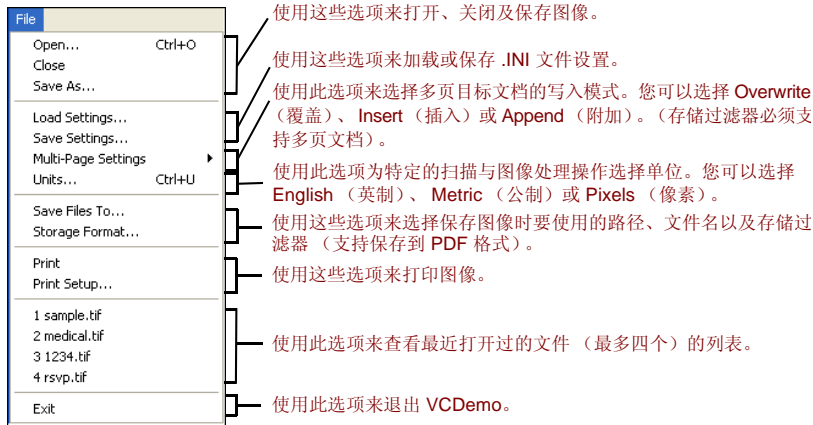 File
Open... Ctrl+O
Close
Save As...
Load Settings...
Save Settings...
Multi-Page Settings
Units... Ctrl+U
Save Files To...
Storage Format...
Print
Print Setup...
1 sample.tif
2 medical.tif
3 1234.tif
4 rsvp.tif
Exit
使用这些选项来打开、关闭及保存图像。
使用这些选项来加载或保存 .INI 文件设置。
使用此选项来选择多页目标文档的写入模式。您可以选择 Overwrite
（覆盖）、 Insert （插入）或 Append （附加）。（存储过滤器必须支
持多页文档）。
使用此选项为特定的扫描与图像处理操作选择单位。您可以选择
English （英制）、 Metric （公制）或 Pixels （像素）。
使用这些选项来选择保存图像时要使用的路径、文件名以及存储过
滤器 （支持保存到 PDF 格式）。
使用这些选项来打印图像。
使用此选项来查看最近打开过的文件 （最多四个）的列表。
使用此选项来退出 VCDemo。